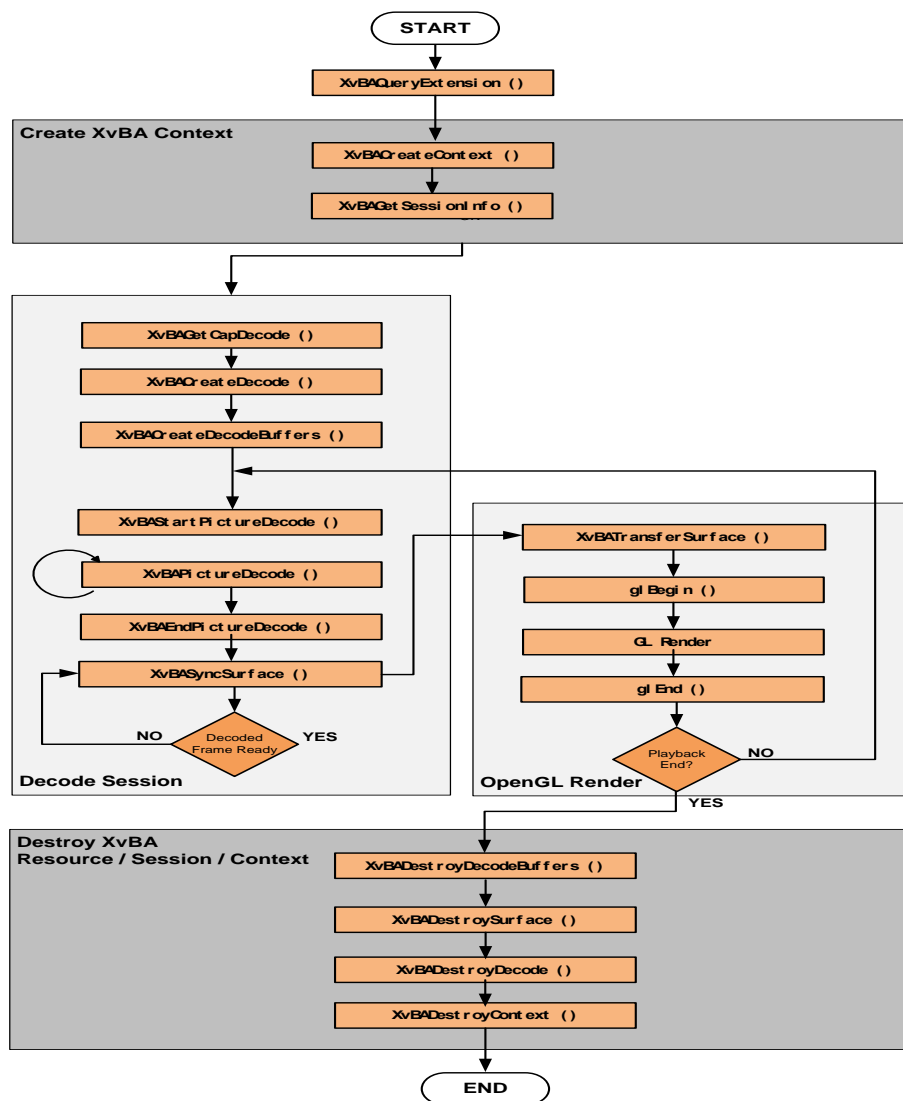 START
XvBAQueryExtension ()
Create XvBA Context
XvBACreateContext ()
XvBAGetSessionInfo ()
XvBAGetCapDecode ()
XvBACreateDecode ()
XvBACreateDecodeBuffers ()
XvBAStartPictureDecode ()
XvBAPictureDecode ()
XvBAEndPictureDecode ()
XvBASyncSurface ()
NO
Decoded
Frame Ready
YES
Decode Session
XvBATransferSurface ()
glBegin ()
GL Render
glEnd ()
Playback
End?
NO
OpenGL Render
YES
Destroy XvBA
Resource / Session / Context
XvBADestroyDecodeBuffers ()
XvBADestroySurface ()
XvBADestroyDecode ()
XvBADestroyContext ()
END